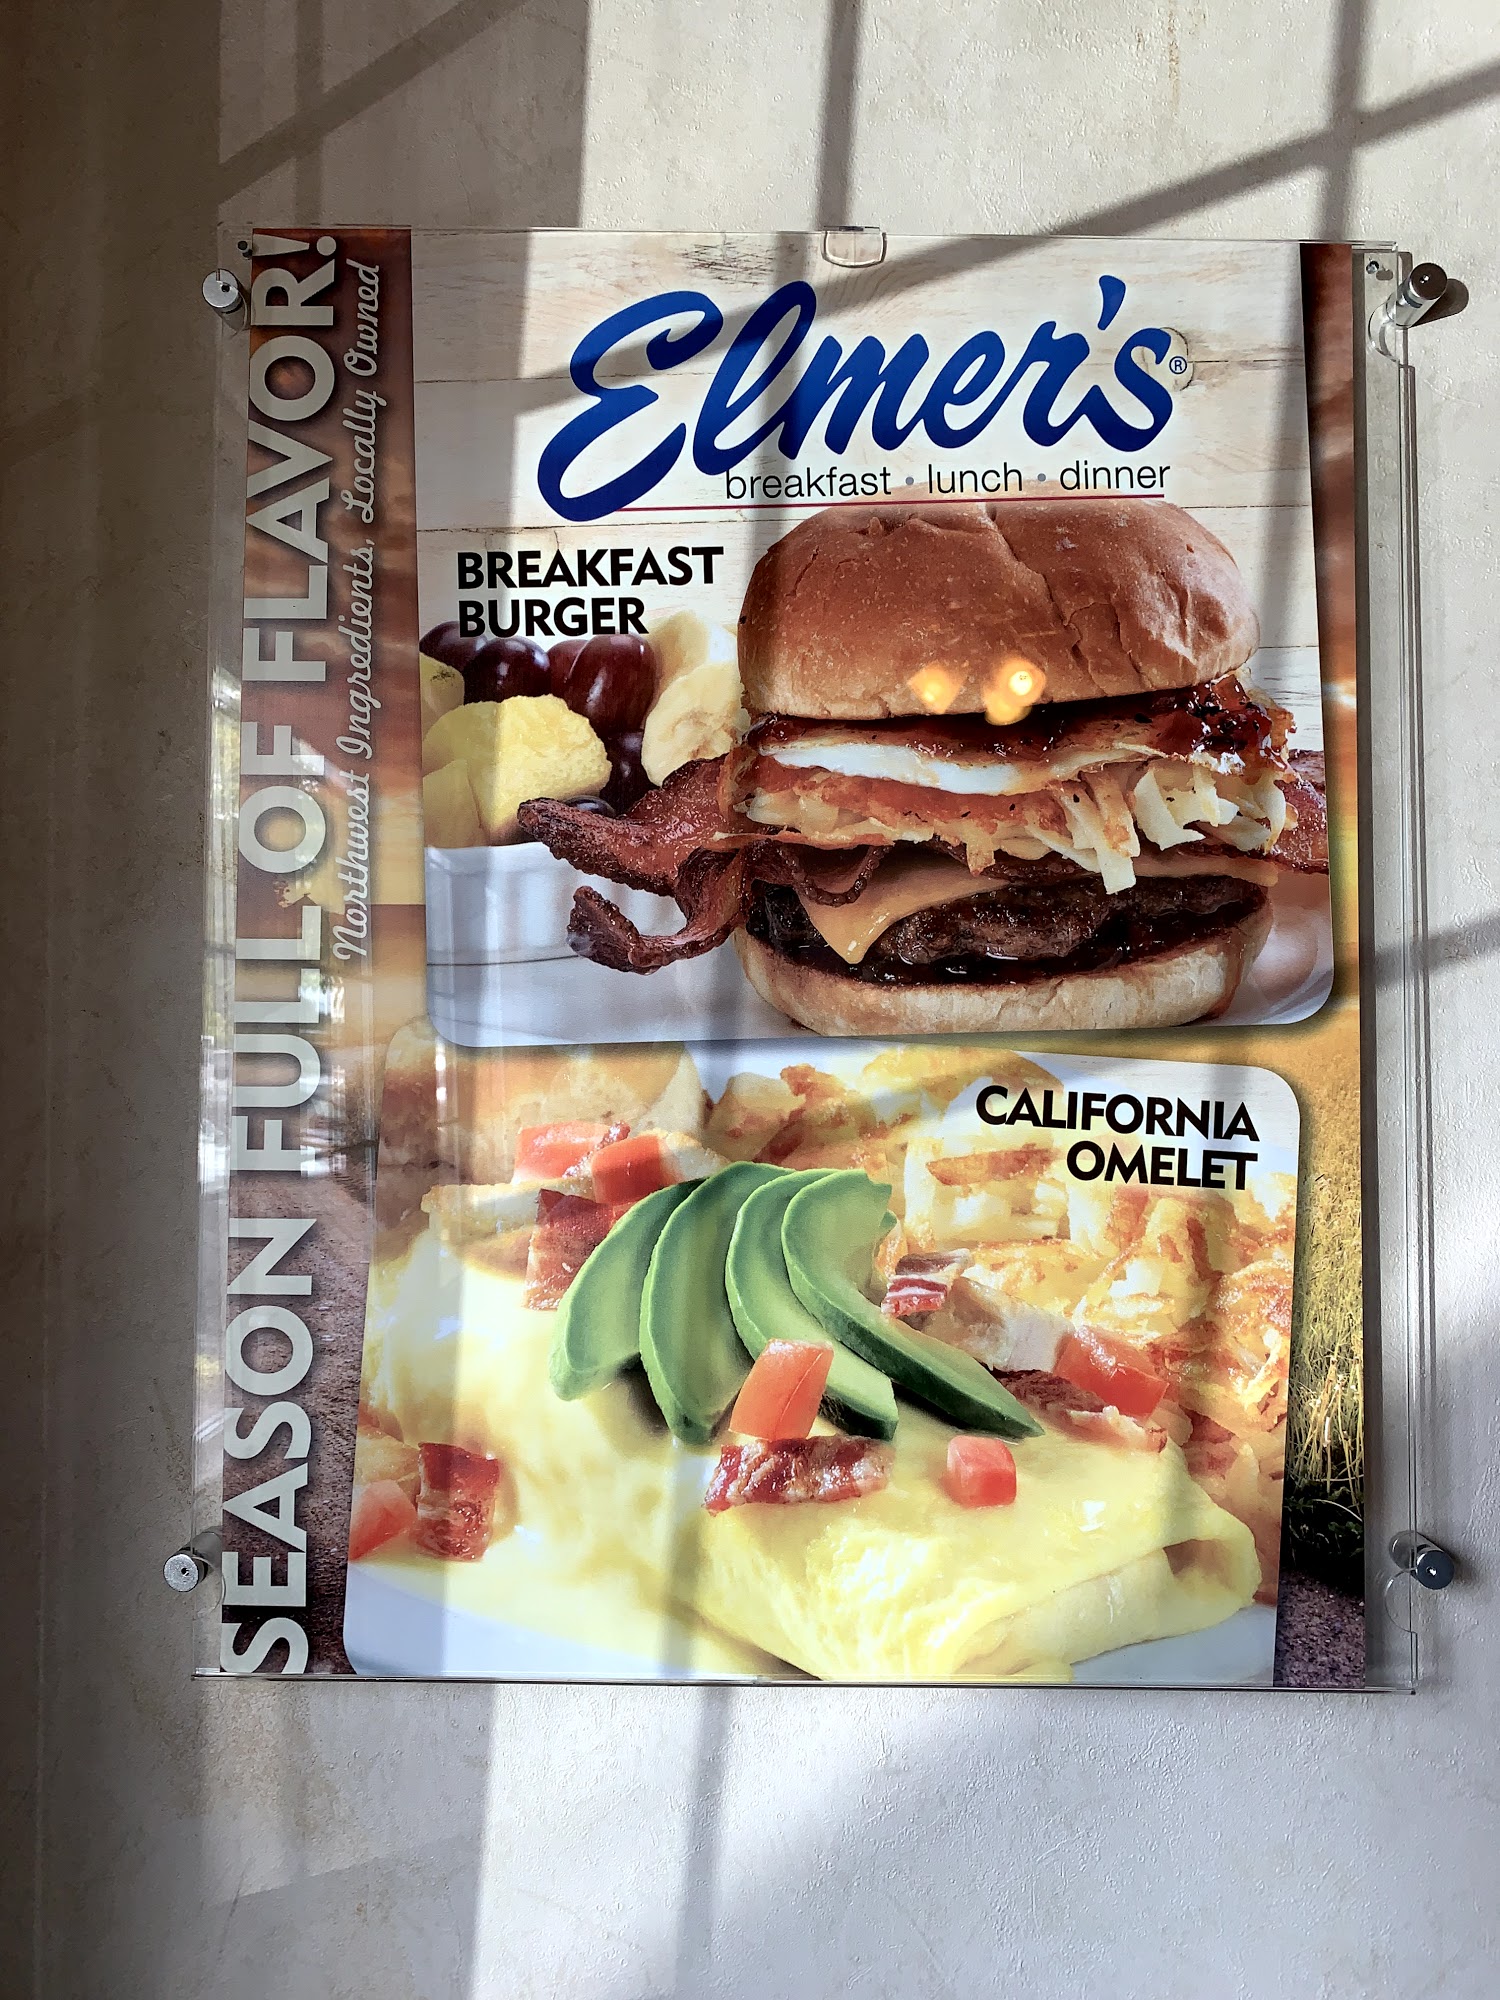 Elmer's®
breakfast • lunch • dinner
BREAKFAST
BURGER
CALIFORNIA
OMELET
SEASON FULL OF FLAVOR!
Northwest Ingredients, Locally Owned